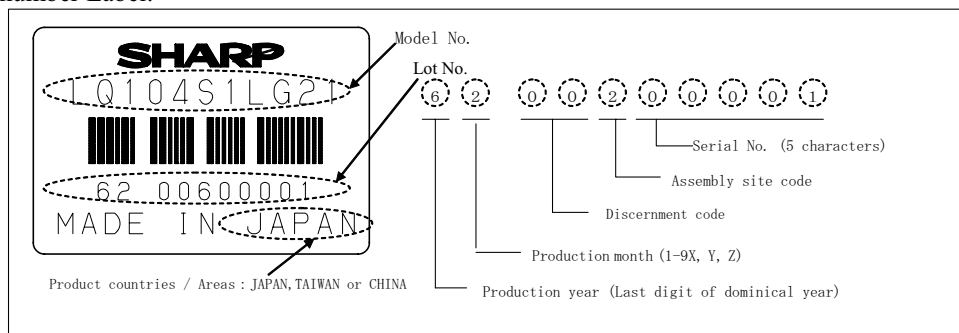 SHARP
LQ104S1LG21
62 00600001
MADE IN JAPAN
Product countries / Areas : JAPAN, TAIWAN or CHINA
Model No.
Lot No.
6 2 0 0 2 0 0 0 0 1
Serial No. (5 characters)
Assembly site code
Discernment code
Production month (1-9X, Y, Z)
Production year (Last digit of dominical year)